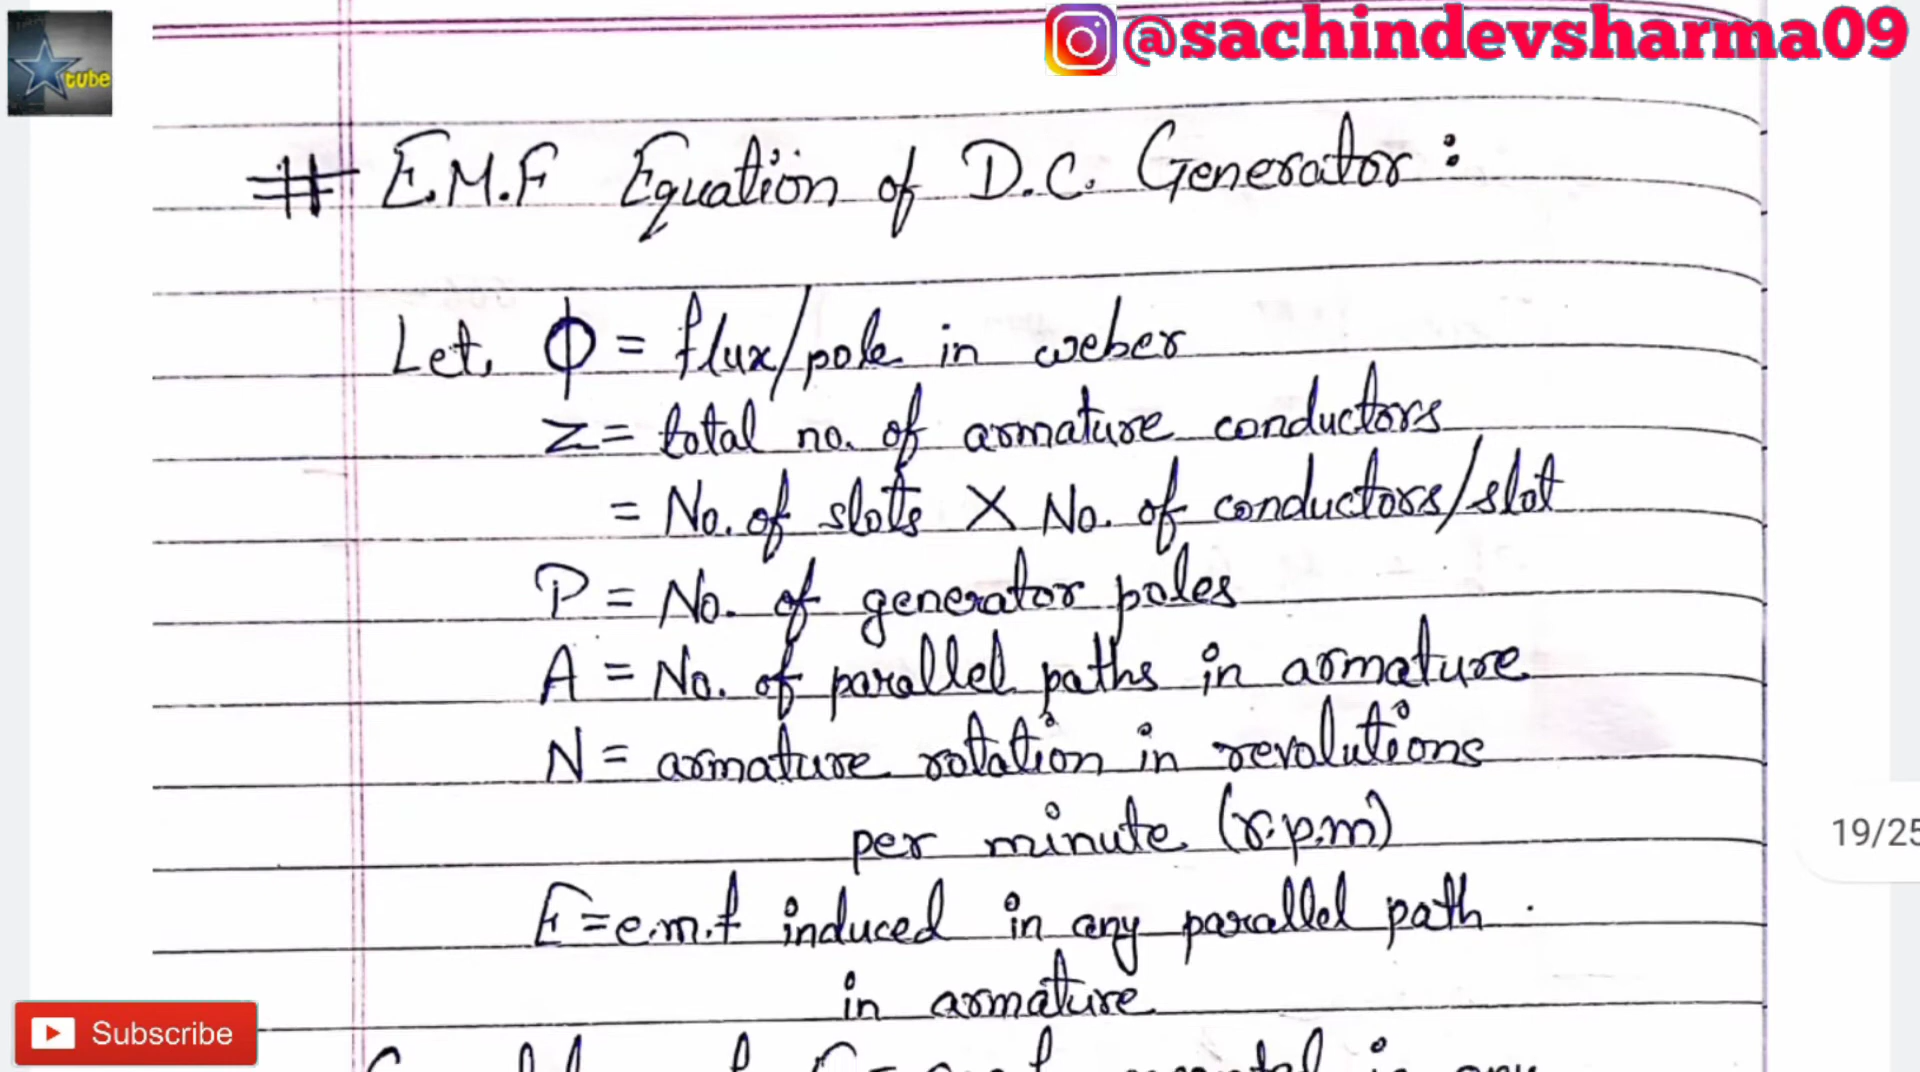 tube
@sachindevsharma09
# E.M.F Equation of D.C. Generator:
Let, ϕ = flux/pole in weber
Z = total no. of armature conductors
= No. of slots X No. of conductors/slot
P = No. of generator poles
A = No. of parallel paths in armature
N = armature rotation in revolutions
per minute (r.p.m)
19/25
E = e.m.f induced in any parallel path
in armature
Subscribe